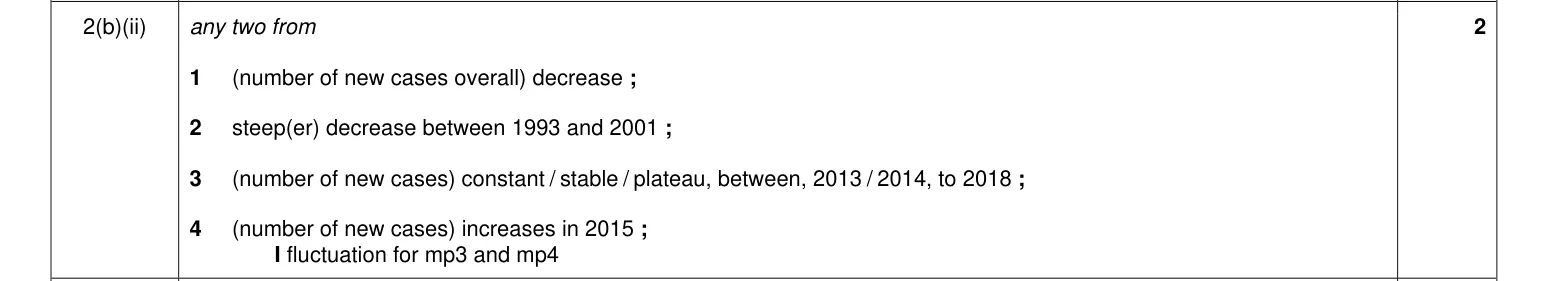 2(b)(ii) any two from 2
1 (number of new cases overall) decrease ;
2 steep(er) decrease between 1993 and 2001 ;
3 (number of new cases) constant / stable / plateau, between, 2013 / 2014, to 2018 ;
4 (number of new cases) increases in 2015 ;
I fluctuation for mp3 and mp4